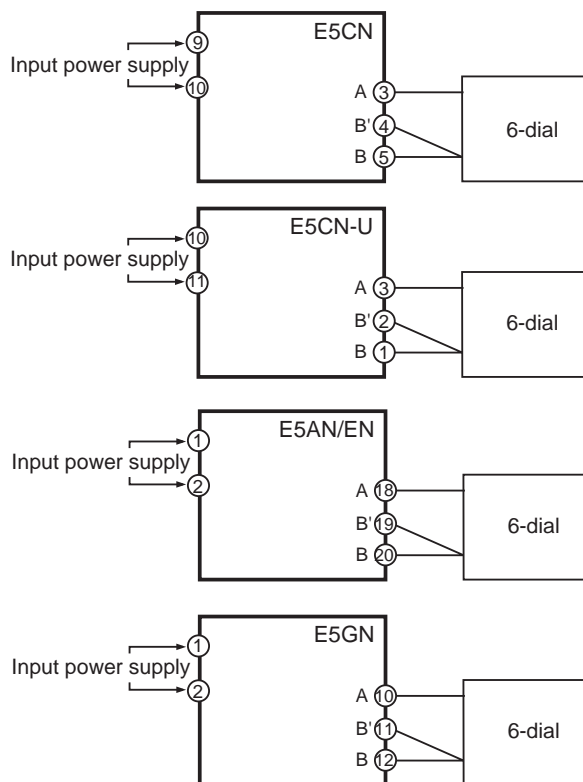 E5CN
9
Input power supply
10
A 3
B' 4
B 5
6-dial
E5CN-U
10
Input power supply
11
A 3
B' 2
B 1
6-dial
E5AN/EN
1
Input power supply
2
A 18
B' 19
B 20
6-dial
E5GN
1
Input power supply
2
A 10
B' 11
B 12
6-dial